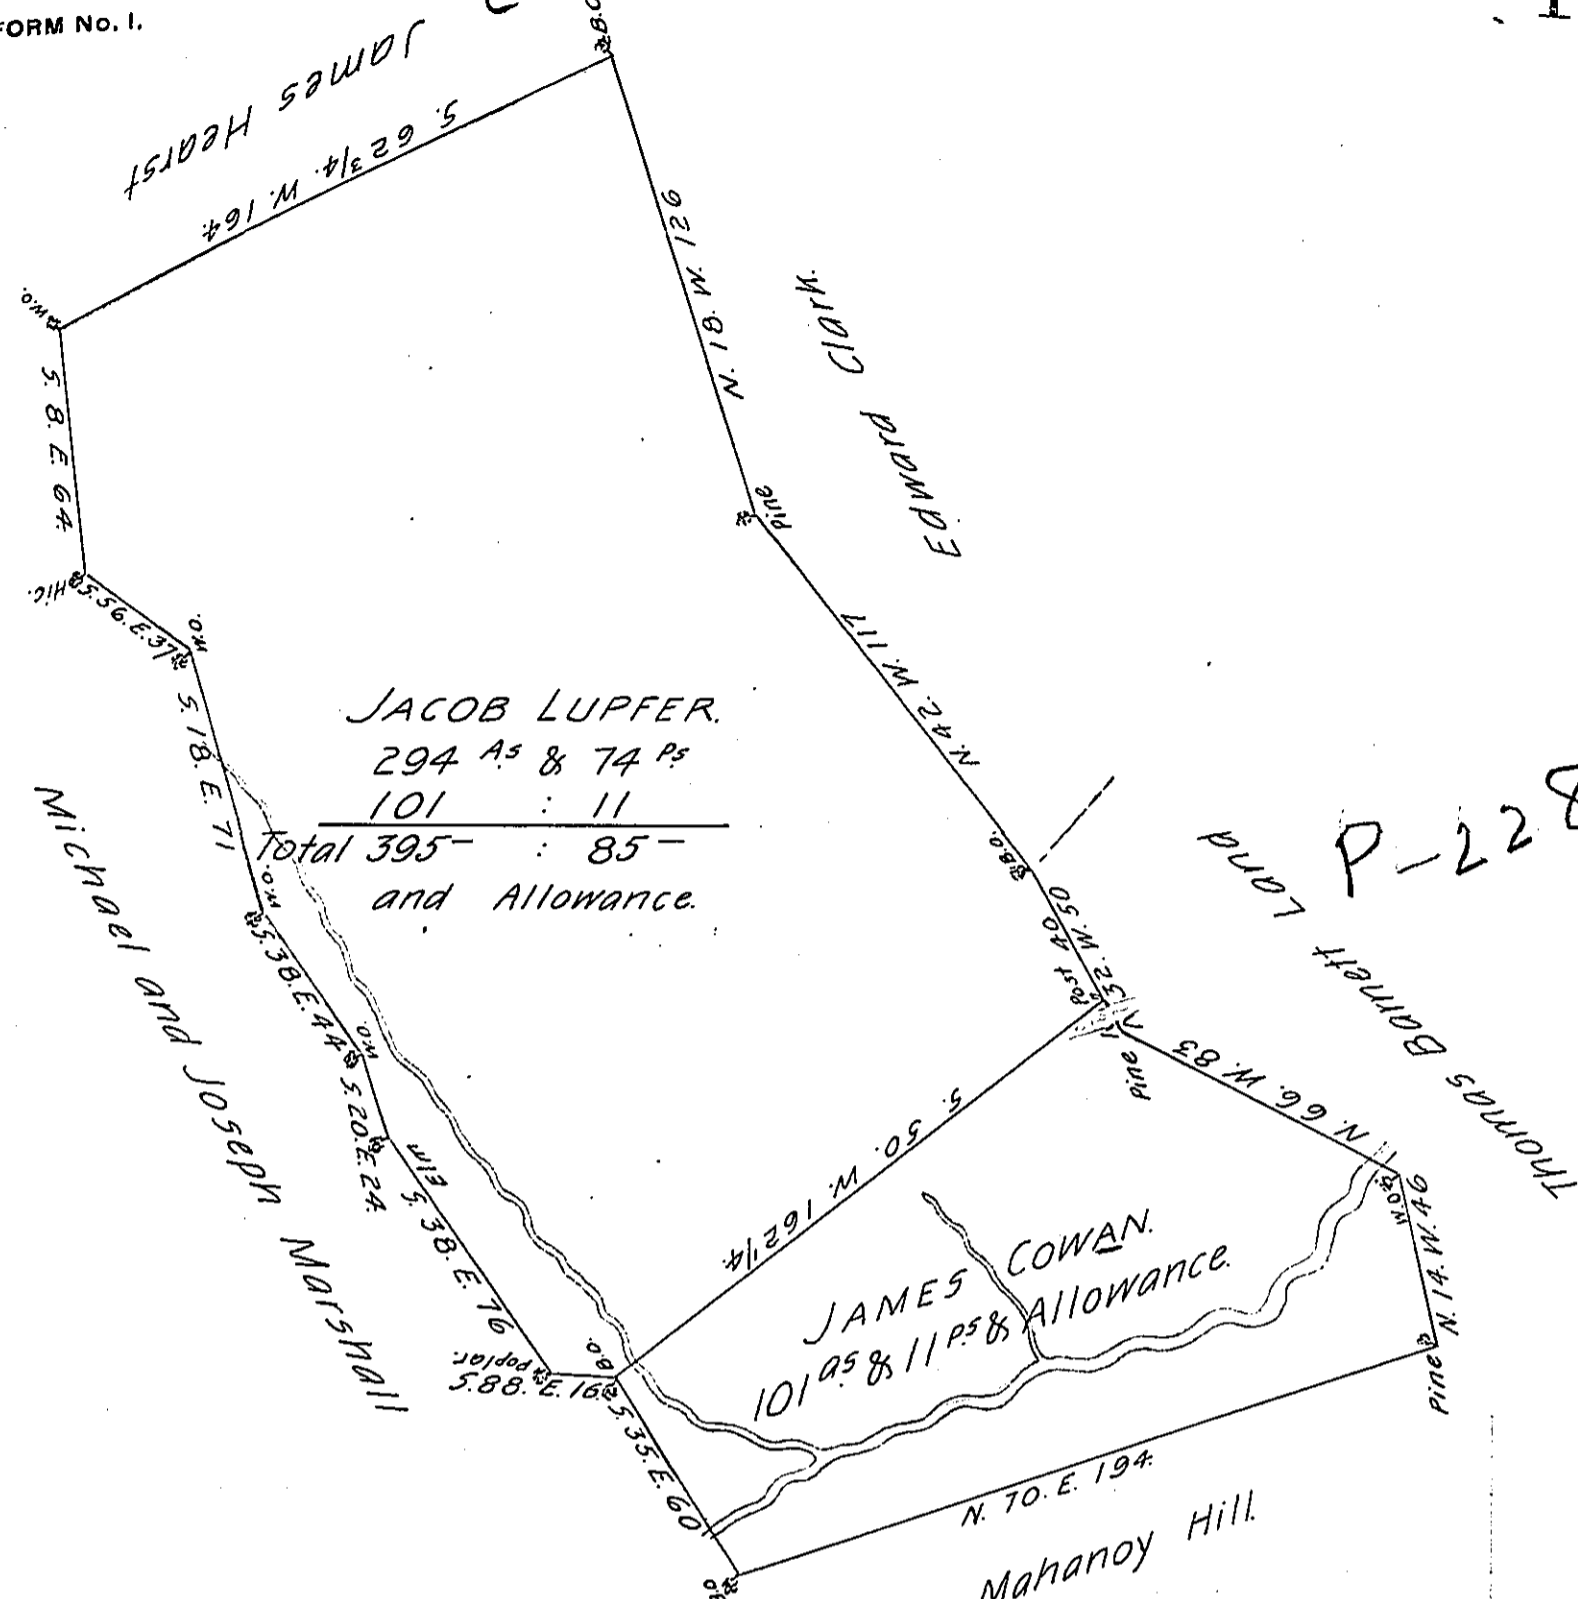 FORM No. 1.
James Hearst
B.O
S. 62 3/4. W. 164.
W.O.
N. 18. W. 126
S. 8. E. 64.
Edward Clark.
Pine
Hic.
S. 56. E. 37
W.O.
N. 42. W. 117
S. 18. E. 71
JACOB LUPFER.
294 As & 74 Ps
101 : 11
Total 395- : 85-
and Allowance.
B.O.
W.O.
P-228
Thomas Barnett Land
Michael and Joseph Marshall
S. 38. E. 44
W.O.
Post 40
32. W. 50
Pine
N. 66. W. 83
S. 20. E. 24.
Elm
S. 50. W. 162 1/4.
W.O.
N. 14. W. 46
S. 38. E. 76
JAMES COWAN.
101 as & 11 ps & Allowance.
Poplar.
B.O.
S. 88. E. 16
Pine
S. 35. E. 60
N. 70. E. 194.
Mahanoy Hill.